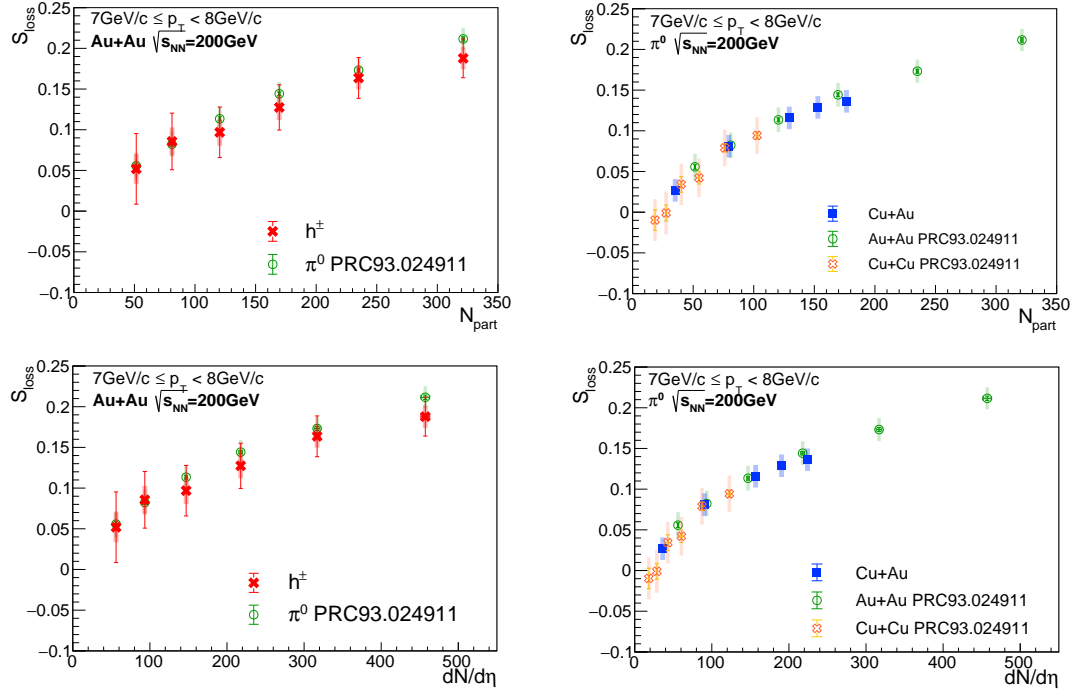 7GeV/c ≤ p_T < 8GeV/c
Au+Au √s_NN=200GeV
S_loss
0.25
0.2
0.15
0.1
0.05
0
−0.05
−0.1
h±
π⁰ PRC93.024911
0 50 100 150 200 250 300 350
N_part
7GeV/c ≤ p_T < 8GeV/c
π⁰ √s_NN=200GeV
S_loss
0.25
0.2
0.15
0.1
0.05
0
−0.05
−0.1
Cu+Au
Au+Au PRC93.024911
Cu+Cu PRC93.024911
0 50 100 150 200 250 300 350
N_part
7GeV/c ≤ p_T < 8GeV/c
Au+Au √s_NN=200GeV
S_loss
0.25
0.2
0.15
0.1
0.05
0
−0.05
−0.1
h±
π⁰ PRC93.024911
0 100 200 300 400 500
dN/dη
7GeV/c ≤ p_T < 8GeV/c
π⁰ √s_NN=200GeV
S_loss
0.25
0.2
0.15
0.1
0.05
0
−0.05
−0.1
Cu+Au
Au+Au PRC93.024911
Cu+Cu PRC93.024911
0 100 200 300 400 500
dN/dη